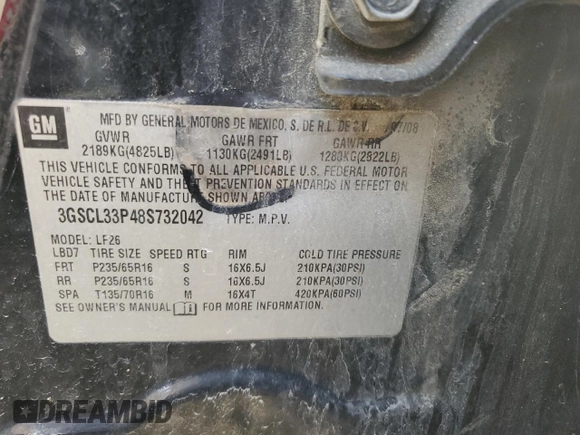 GM
MFD BY GENERAL MOTORS DE MEXICO, S. DE R.L. DE C.V. 07/08
GVWR GAWR FRT GAWR RR
2189KG(4825LB) 1130KG(2491LB) 1280KG(2822LB)
THIS VEHICLE CONFORMS TO ALL APPLICABLE U.S. FEDERAL MOTOR
VEHICLE SAFETY AND THEFT PREVENTION STANDARDS IN EFFECT ON
THE DATE OF MANUFACTURE SHOWN
3GSCL33P48S732042 TYPE: M.P.V.
MODEL: LF26
LBD7 TIRE SIZE SPEED RTG RIM COLD TIRE PRESSURE
FRT P235/65R16 S 16X6.5J 210KPA(30PSI)
RR P235/65R16 S 16X6.5J 210KPA(30PSI)
SPA T135/70R16 M 16X4T 420KPA(60PSI)
SEE OWNER'S MANUAL FOR MORE INFORMATION.
DREAMBID